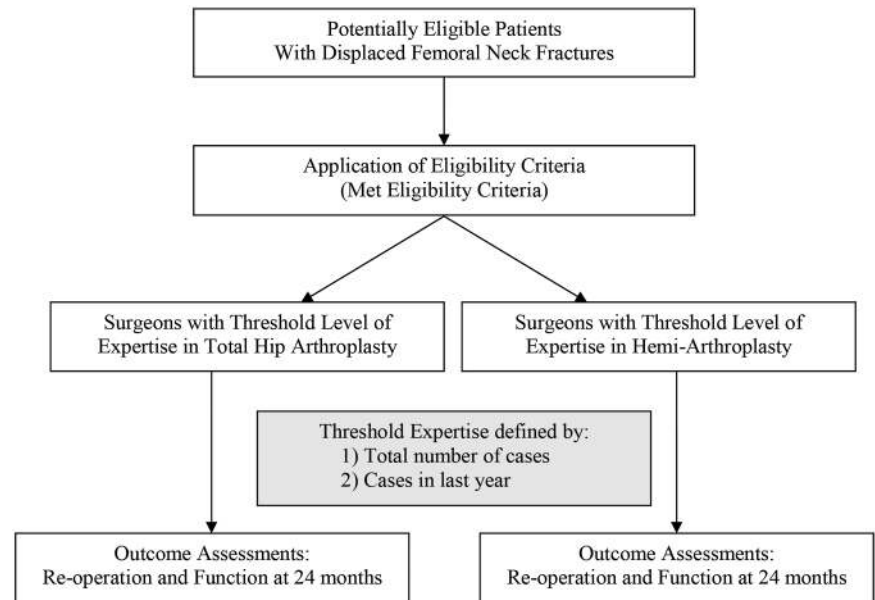 Potentially Eligible Patients
With Displaced Femoral Neck Fractures
Application of Eligibility Criteria
(Met Eligibility Criteria)
Surgeons with Threshold Level of
Expertise in Total Hip Arthroplasty
Surgeons with Threshold Level of
Expertise in Hemi-Arthroplasty
Threshold Expertise defined by:
1) Total number of cases
2) Cases in last year
Outcome Assessments:
Re-operation and Function at 24 months
Outcome Assessments:
Re-operation and Function at 24 months